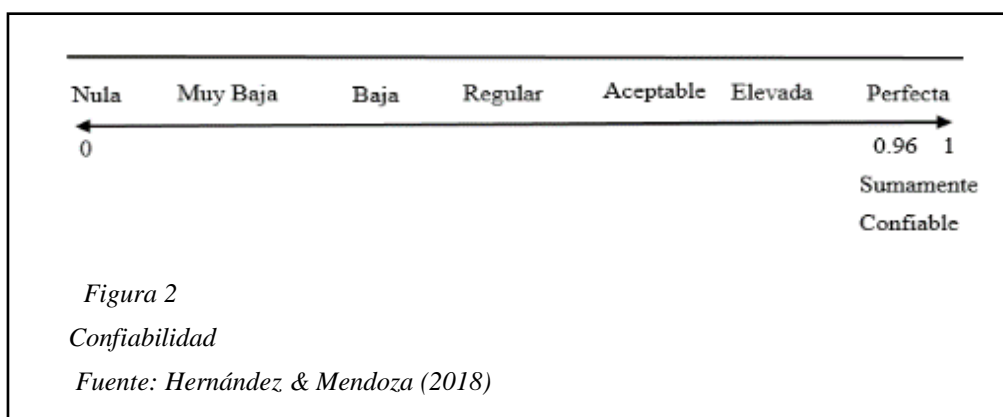 Nula Muy Baja Baja Regular Aceptable Elevada Perfecta
0 0.96 1
Sumamente
Confiable
Figura 2
Confiabilidad
Fuente: Hernández & Mendoza (2018)